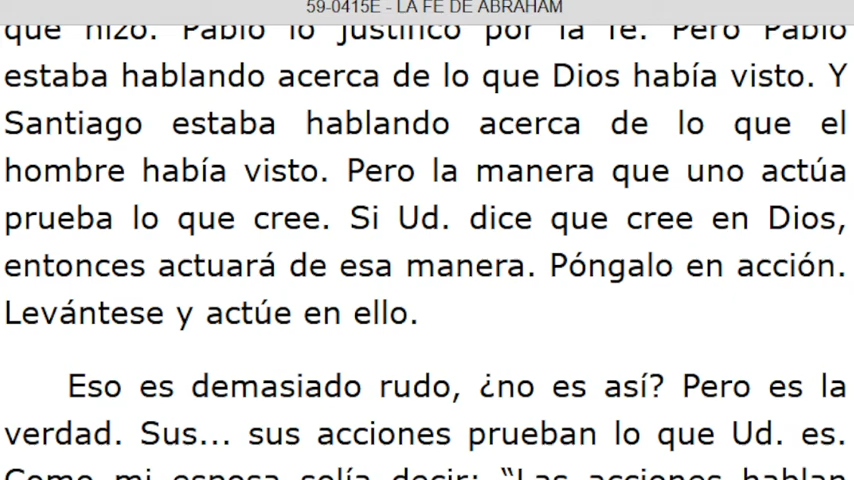 59-0415E - LA FE DE ABRAHAM
que hizo. Pablo lo justificó por la fe. Pero Pablo
estaba hablando acerca de lo que Dios había visto. Y
Santiago estaba hablando acerca de lo que el
hombre había visto. Pero la manera que uno actúa
prueba lo que cree. Si Ud. dice que cree en Dios,
entonces actuará de esa manera. Póngalo en acción.
Levántese y actúe en ello.
Eso es demasiado rudo, ¿no es así? Pero es la
verdad. Sus... sus acciones prueban lo que Ud. es.
Como mi esposa solía decir: “Las acciones hablan